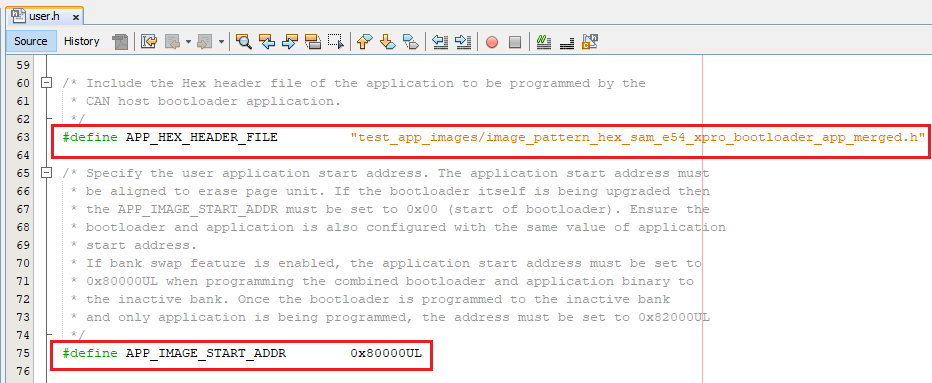 user.h
Source History
59
60 /* Include the Hex header file of the application to be programmed by the
61 * CAN host bootloader application.
62 */
63 #define APP_HEX_HEADER_FILE "test_app_images/image_pattern_hex_sam_e54_xpro_bootloader_app_merged.h"
64
65 /* Specify the user application start address. The application start address must
66 * be aligned to erase page unit. If the bootloader itself is being upgraded then
67 * the APP_IMAGE_START_ADDR must be set to 0x00 (start of bootloader). Ensure the
68 * bootloader and application is also configured with the same value of application
69 * start address.
70 * If bank swap feature is enabled, the application start address must be set to
71 * 0x80000UL when programming the combined bootloader and application binary to
72 * the inactive bank. Once the bootloader is programmed to the inactive bank
73 * and only application is being programmed, the address must be set to 0x82000UL
74 */
75 #define APP_IMAGE_START_ADDR 0x80000UL
76